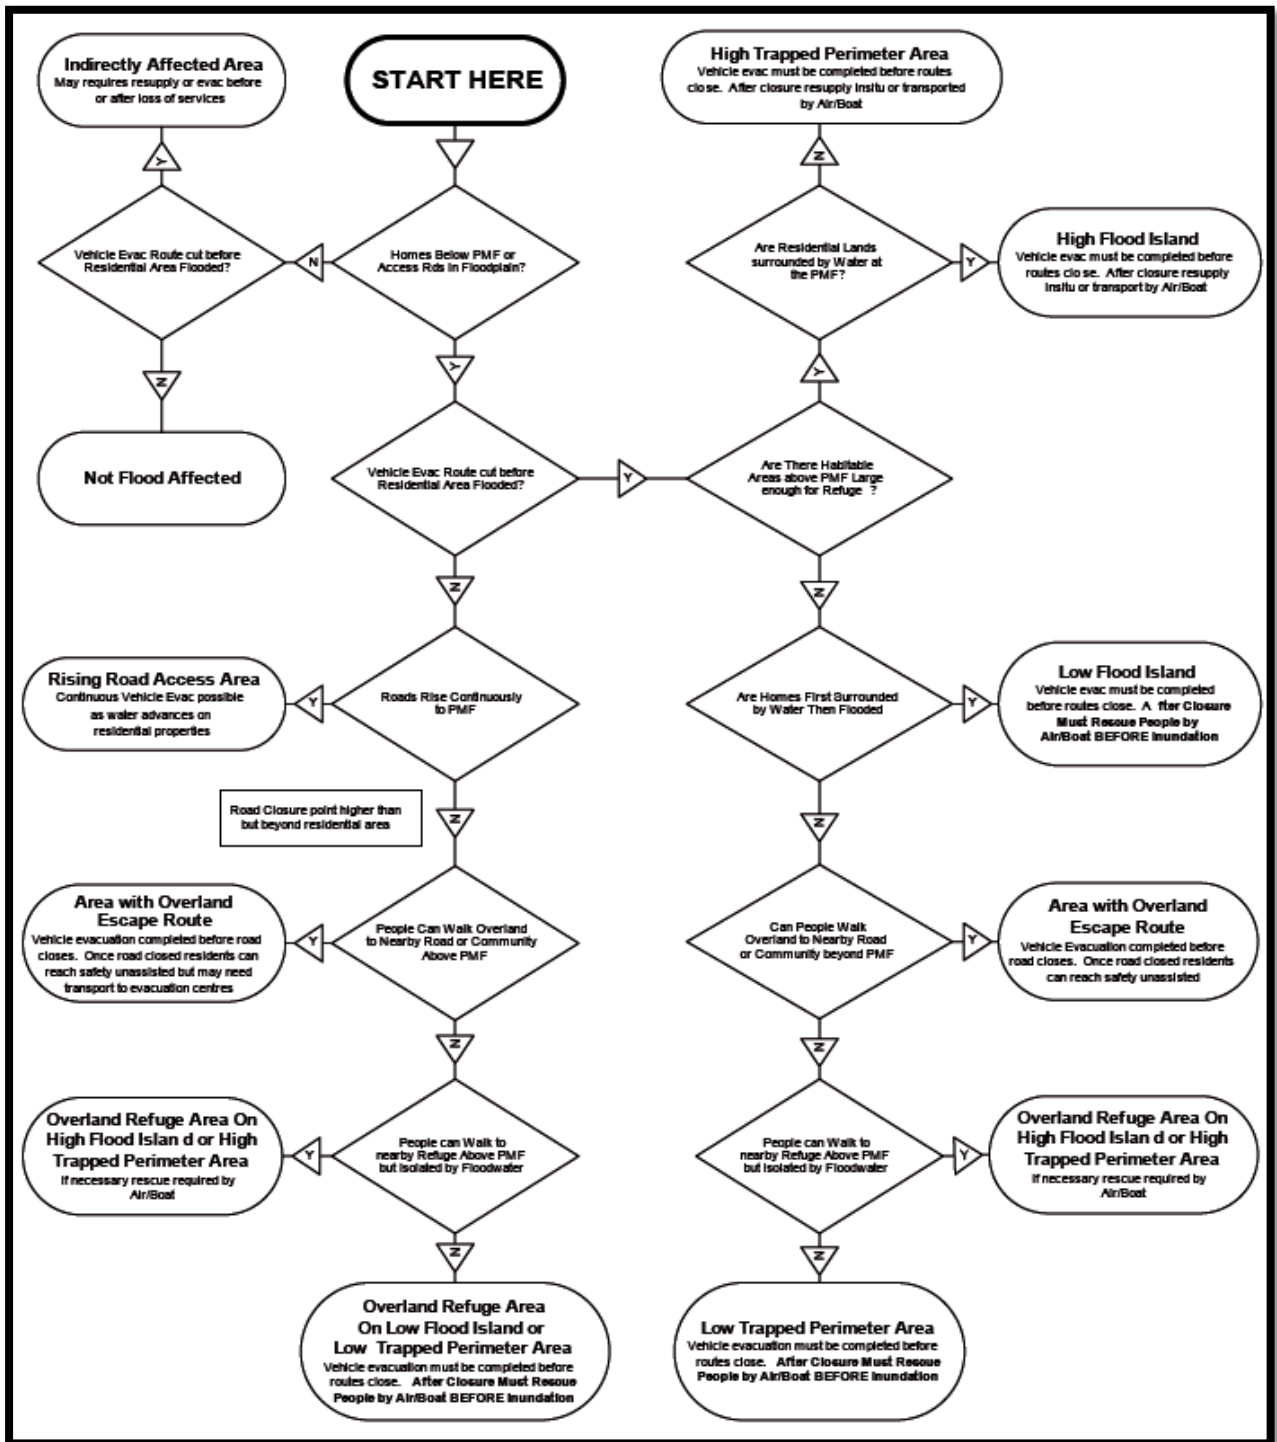 Indirectly Affected Area
May requires resupply or evac before
or after loss of services
START HERE
High Trapped Perimeter Area
Vehicle evac must be completed before routes
close. After closure resupply insitu or transported
by Air/Boat
Y
N
Vehicle Evac Route cut before
Residential Area Flooded?
N
Homes Below PMF or
Access Rds in Floodplain?
Are Residential Lands
surrounded by Water at
the PMF?
Y
High Flood Island
Vehicle evac must be completed before
routes close. After closure resupply
insitu or transport by Air/Boat
N
Y
Y
Not Flood Affected
Vehicle Evac Route cut before
Residential Area Flooded?
Y
Are There Habitable
Areas above PMF Large
enough for Refuge ?
N
N
Rising Road Access Area
Continuous Vehicle Evac possible
as water advances on
residential properties
Y
Roads Rise Continuously
to PMF
Are Homes First Surrounded
by Water Then Flooded
Y
Low Flood Island
Vehicle evac must be completed
before routes close. A fter Closure
Must Rescue People by
Air/Boat BEFORE Inundation
Road Closure point higher than
but beyond residential area
N
N
Area with Overland
Escape Route
Vehicle evacuation completed before road
closes. Once road closed residents can
reach safety unassisted but may need
transport to evacuation centres
Y
People Can Walk Overland
to Nearby Road or Community
Above PMF
Can People Walk
Overland to Nearby Road
or Community beyond PMF
Y
Area with Overland
Escape Route
Vehicle Evacuation completed before
road closes. Once road closed residents
can reach safety unassisted
N
N
Overland Refuge Area On
High Flood Islan d or High
Trapped Perimeter Area
If necessary rescue required by
Air/Boat
Y
People can Walk to
nearby Refuge Above PMF
but Isolated by Floodwater
People can Walk to
nearby Refuge Above PMF
but Isolated by Floodwater
Y
Overland Refuge Area On
High Flood Islan d or High
Trapped Perimeter Area
If necessary rescue required by
Air/Boat
N
N
Overland Refuge Area
On Low Flood Island or
Low Trapped Perimeter Area
Vehicle evacuation must be completed before
routes close. After Closure Must Rescue
People by Air/Boat BEFORE Inundation
Low Trapped Perimeter Area
Vehicle evacuation must be completed before
routes close. After Closure Must Rescue
People by Air/Boat BEFORE Inundation